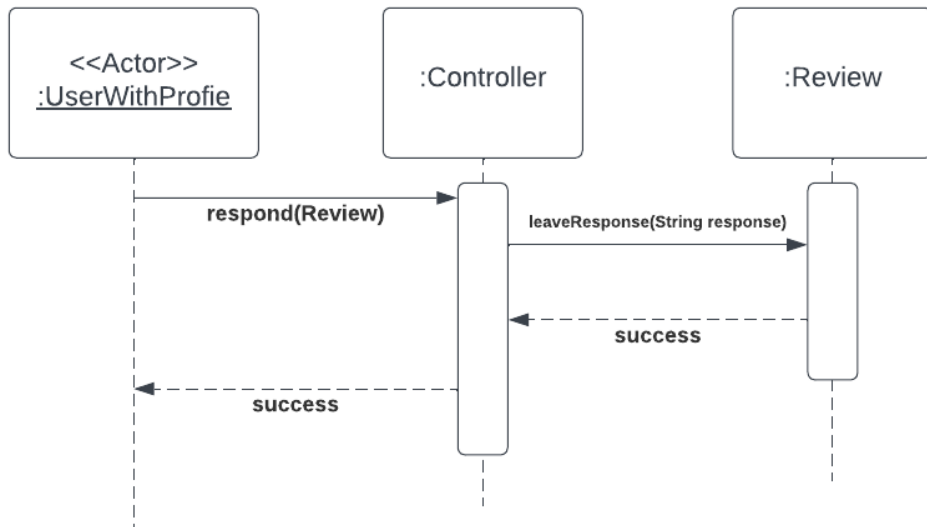 <<Actor>>
:UserWithProfie
:Controller
:Review
respond(Review)
leaveResponse(String response)
success
success